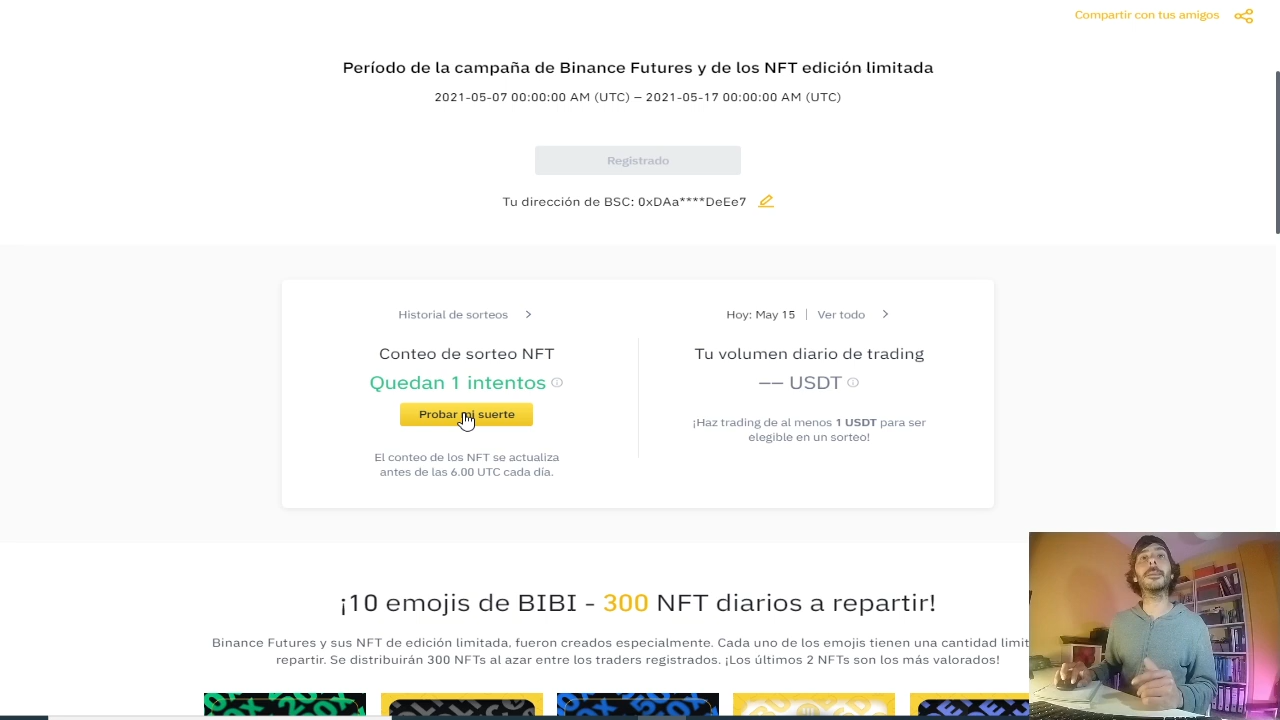 Compartir con tus amigos
Período de la campaña de Binance Futures y de los NFT edición limitada
2021-05-07 00:00:00 AM (UTC) – 2021-05-17 00:00:00 AM (UTC)
Registrado
Tu dirección de BSC: 0xDAa****DeEe7
Historial de sorteos
Conteo de sorteo NFT
Quedan 1 intentos
Probar mi suerte
El conteo de los NFT se actualiza
antes de las 6.00 UTC cada día.
Hoy: May 15 | Ver todo
Tu volumen diario de trading
–– USDT
¡Haz trading de al menos 1 USDT para ser
elegible en un sorteo!
¡10 emojis de BIBI - 300 NFT diarios a repartir!
Binance Futures y sus NFT de edición limitada, fueron creados especialmente. Cada uno de los emojis tienen una cantidad limit
repartir. Se distribuirán 300 NFTs al azar entre los traders registrados. ¡Los últimos 2 NFTs son los más valorados!